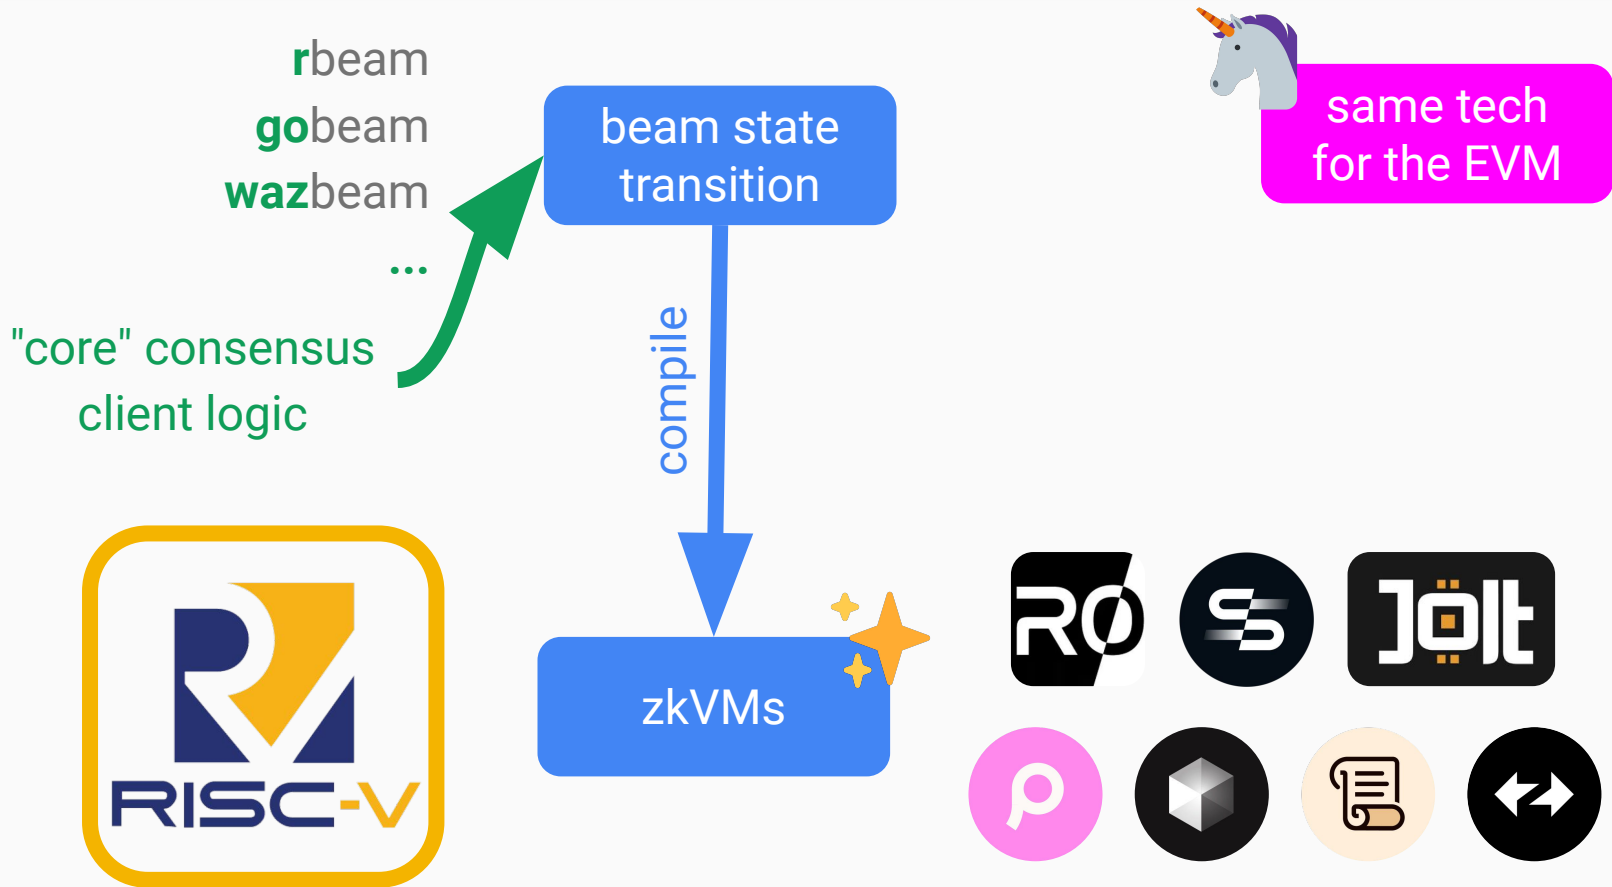 rbeam
gobeam
wazbeam
...
"core" consensus
client logic
beam state
transition
compile
zkVMs
same tech
for the EVM
RISC-V
R0
Jolt